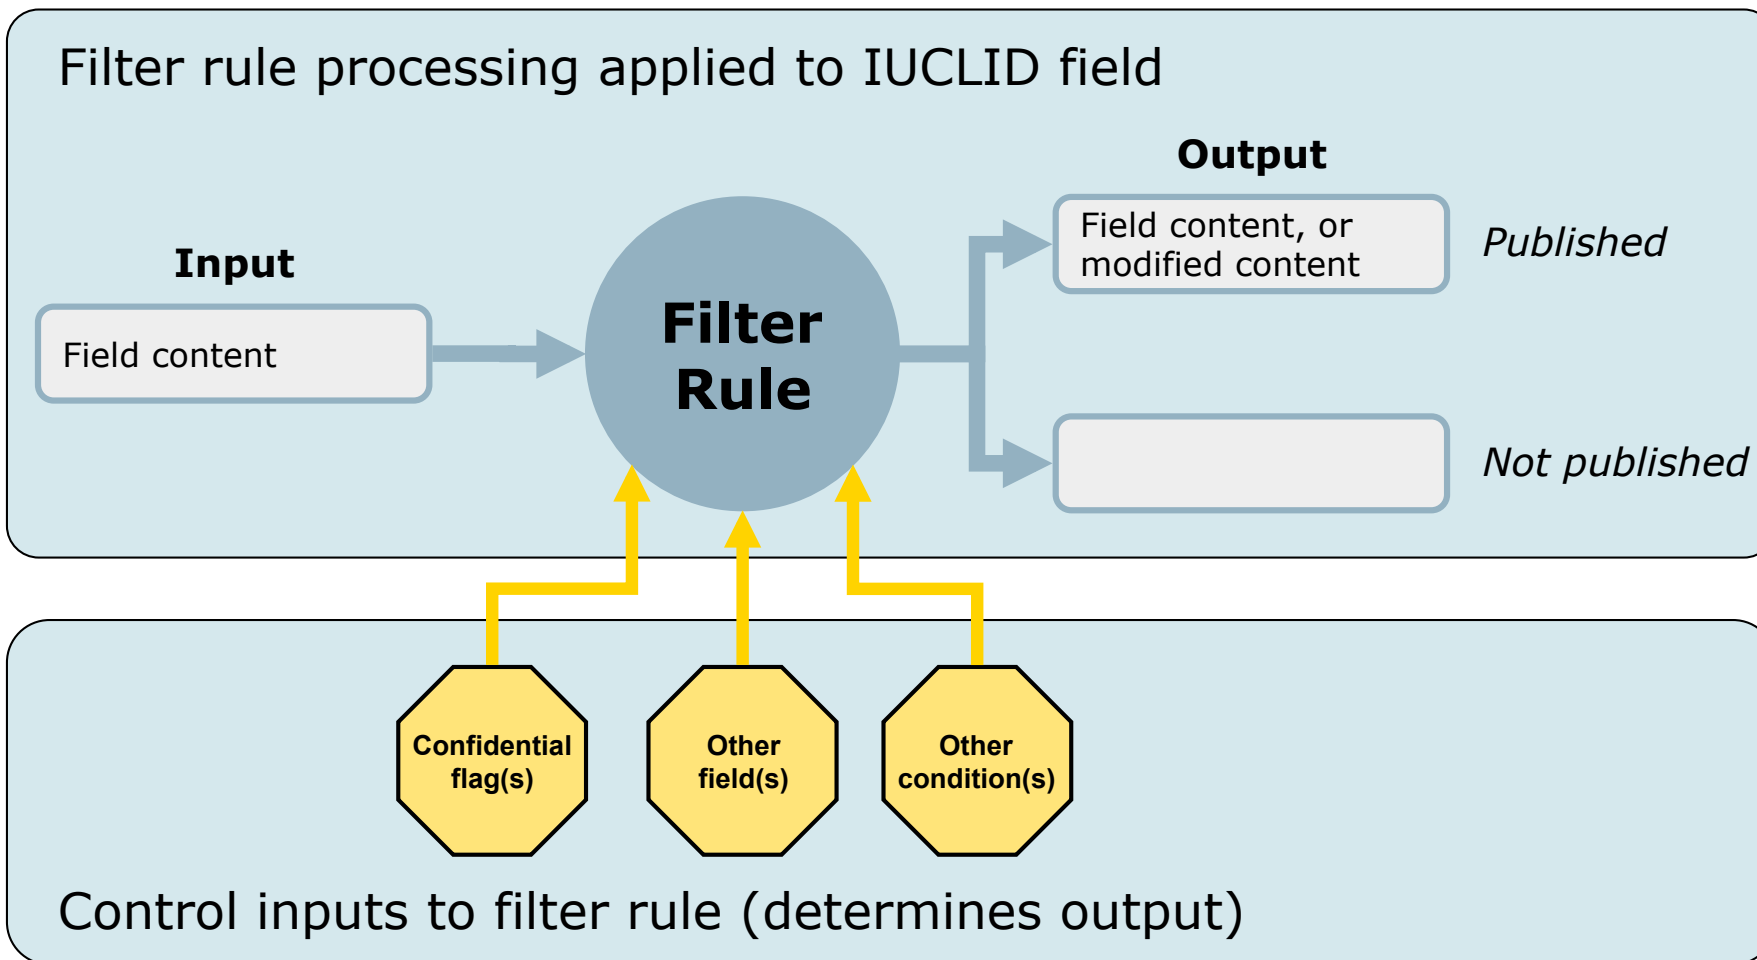 Filter rule processing applied to IUCLID field
Output
Field content, or
modified content
Published
Input
Field content
Filter
Rule
Not published
Confidential
flag(s)
Other
field(s)
Other
condition(s)
Control inputs to filter rule (determines output)